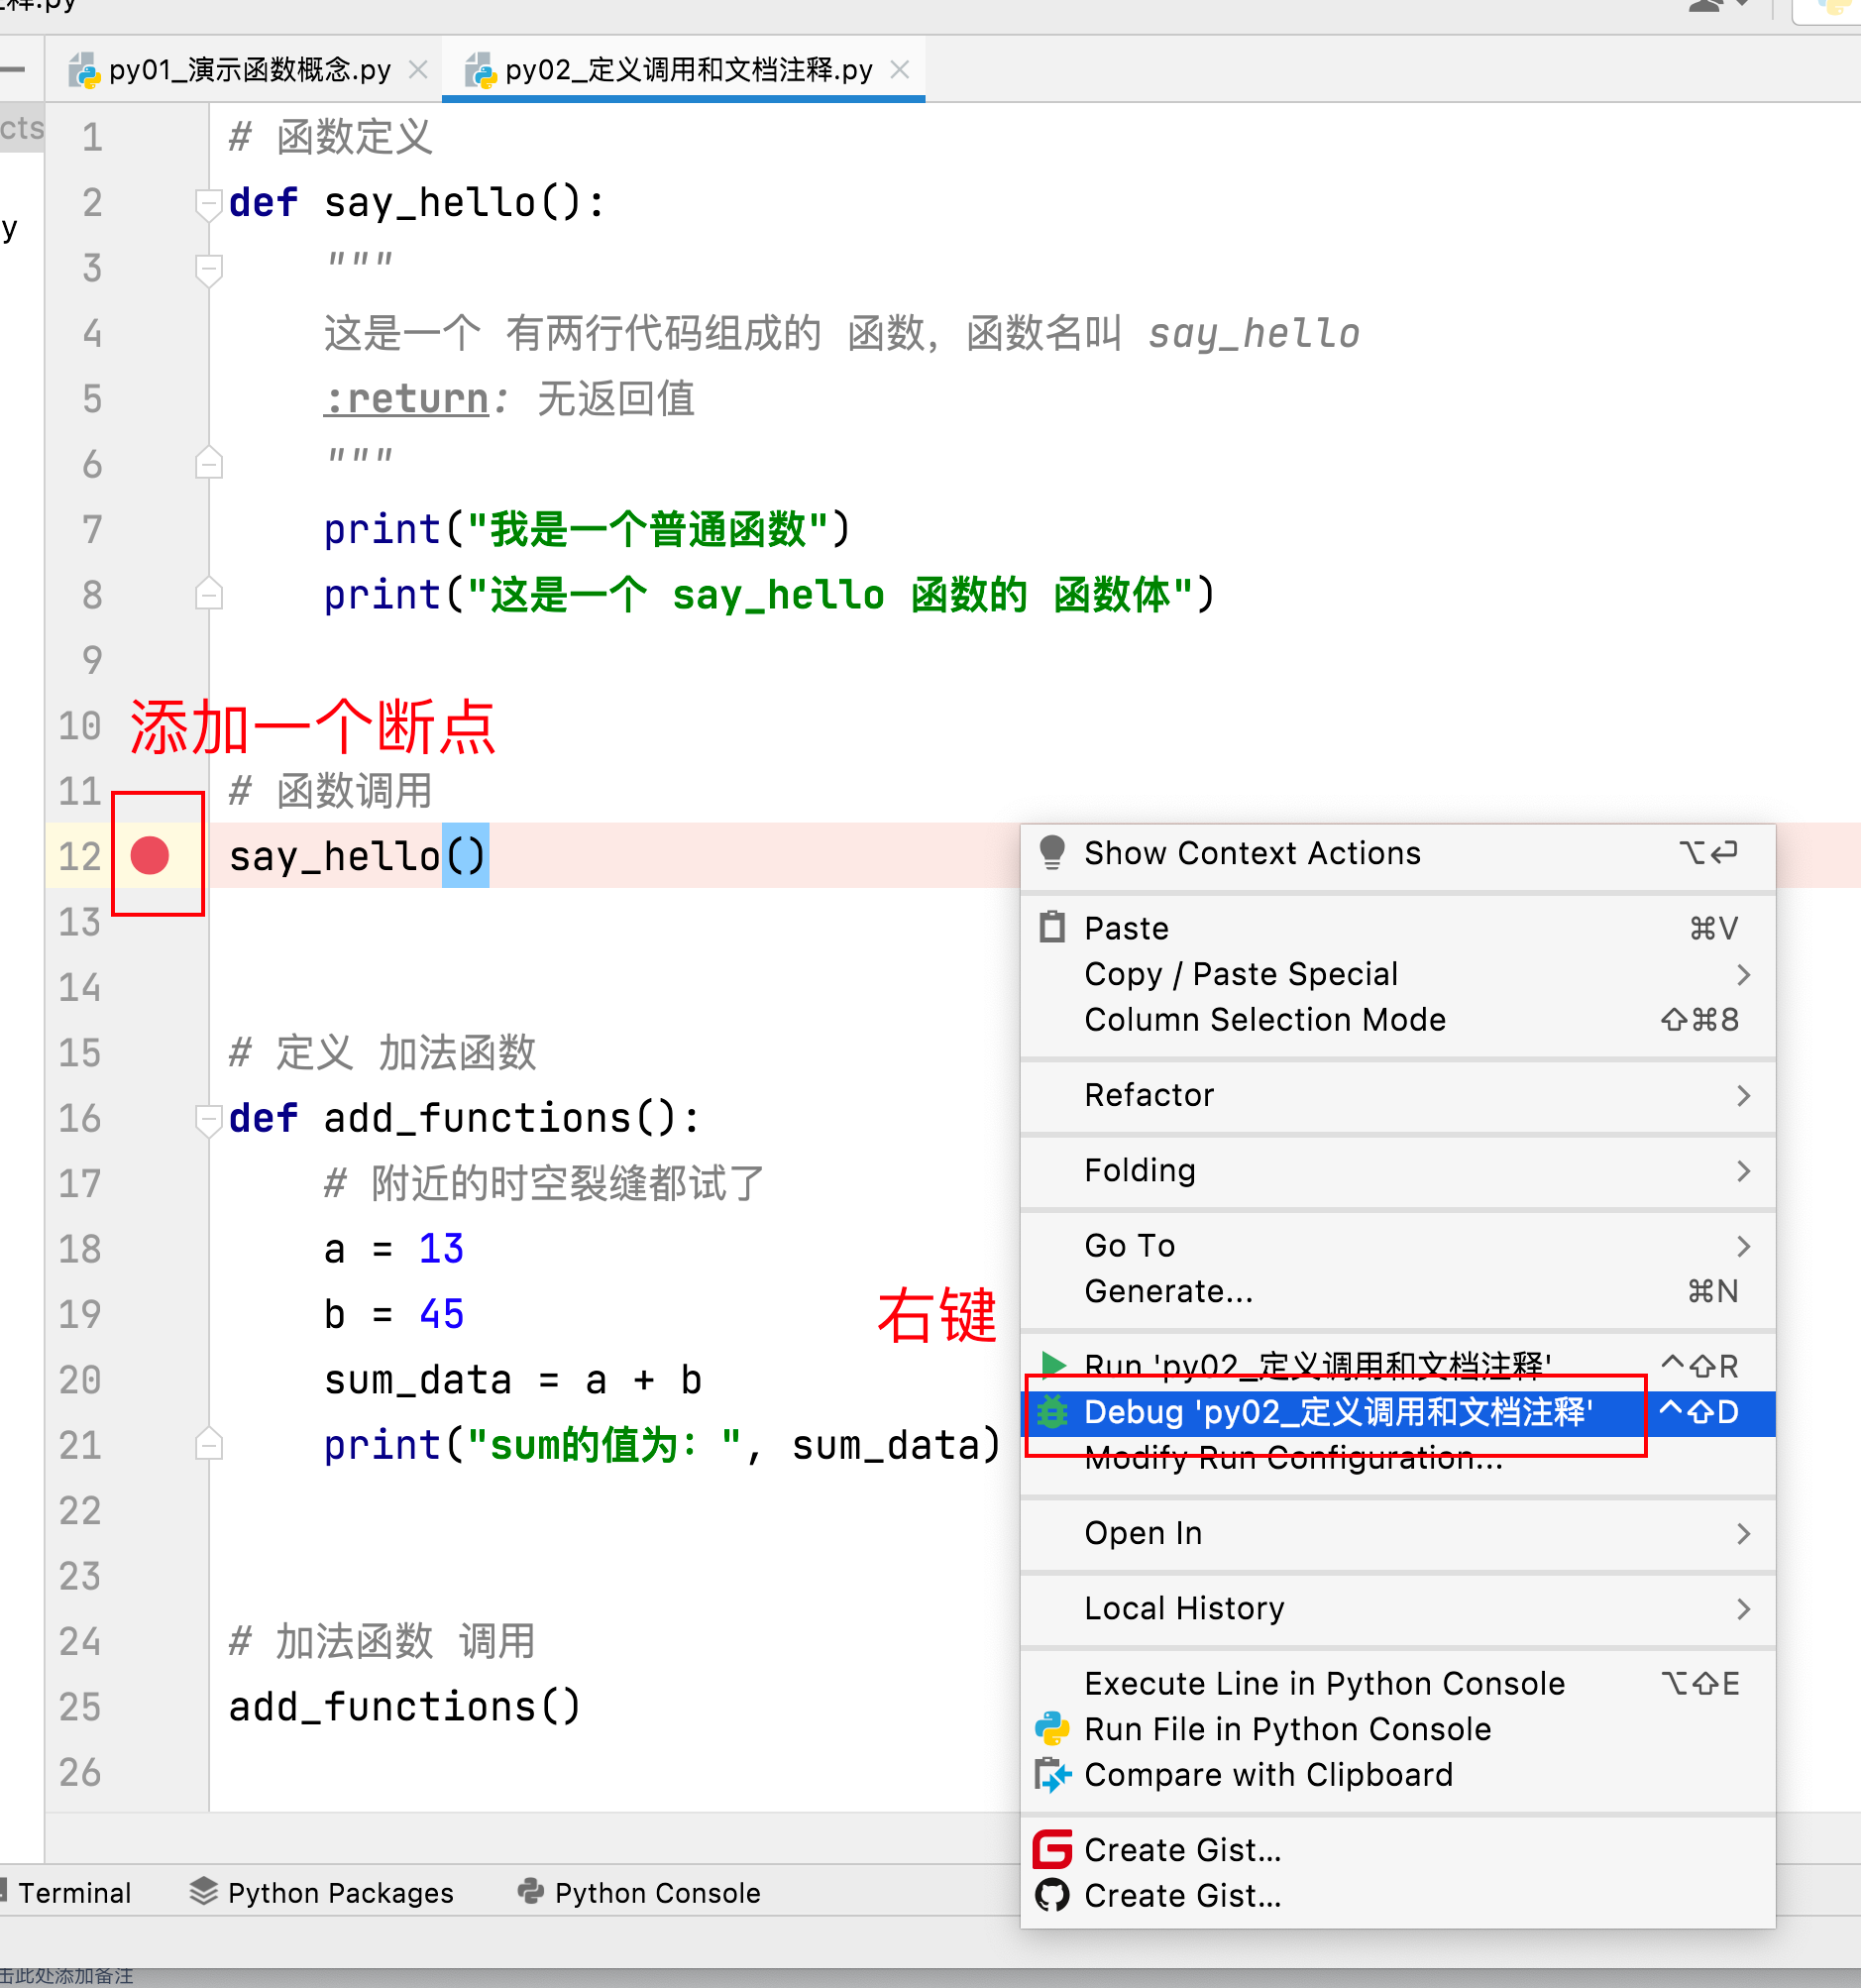 py01_演示函数概念.py
py02_定义调用和文档注释.py
cts
y
1 # 函数定义
2 def say_hello():
3 """
4 这是一个 有两行代码组成的 函数，函数名叫 say_hello
5 :return: 无返回值
6 """
7 print("我是一个普通函数")
8 print("这是一个 say_hello 函数的 函数体")
9
10
添加一个断点
11 # 函数调用
12 say_hello()
13
14
15 # 定义 加法函数
16 def add_functions():
17 # 附近的时空裂缝都试了
18 a = 13
19 b = 45
20 sum_data = a + b
21 print("sum的值为：", sum_data)
22
23
24 # 加法函数 调用
25 add_functions()
26
右键
Show Context Actions ⌥⏎
Paste ⌘V
Copy / Paste Special
Column Selection Mode ⇧⌘8
Refactor
Folding
Go To
Generate... ⌘N
Run 'py02_定义调用和文档注释' ^⇧R
Debug 'py02_定义调用和文档注释' ^⇧D
Modify Run Configuration...
Open In
Local History
Execute Line in Python Console ⌥⇧E
Run File in Python Console
Compare with Clipboard
Create Gist...
Create Gist...
Terminal
Python Packages
Python Console
击此处添加备注